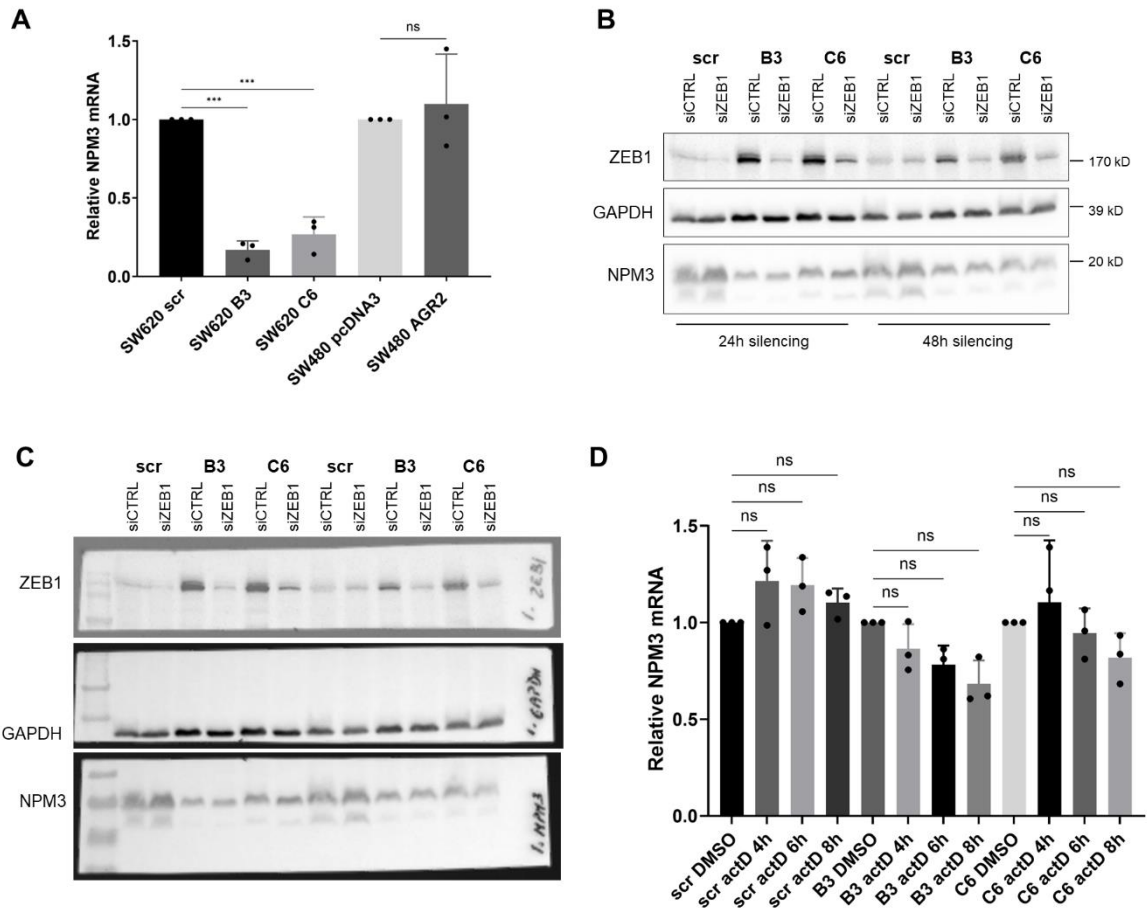 A
Relative NPM3 mRNA
1.5
1.0
0.5
0.0
***
***
ns
SW620 scr
SW620 B3
SW620 C6
SW480 pcDNA3
SW480 AGR2
B
scr B3 C6 scr B3 C6
siCTRL siZEB1 siCTRL siZEB1 siCTRL siZEB1 siCTRL siZEB1 siCTRL siZEB1 siCTRL siZEB1
ZEB1
170 kD
GAPDH
39 kD
NPM3
20 kD
24h silencing 48h silencing
C
scr B3 C6 scr B3 C6
siCTRL siZEB1 siCTRL siZEB1 siCTRL siZEB1 siCTRL siZEB1 siCTRL siZEB1 siCTRL siZEB1
ZEB1
1. ZEB1
GAPDH
1. GAPDH
NPM3
1. NPM3
D
Relative NPM3 mRNA
1.5
1.0
0.5
0.0
ns
ns
ns
ns
ns
ns
ns
ns
ns
scr DMSO
scr actD 4h
scr actD 6h
scr actD 8h
B3 DMSO
B3 actD 4h
B3 actD 6h
B3 actD 8h
C6 DMSO
C6 actD 4h
C6 actD 6h
C6 actD 8h